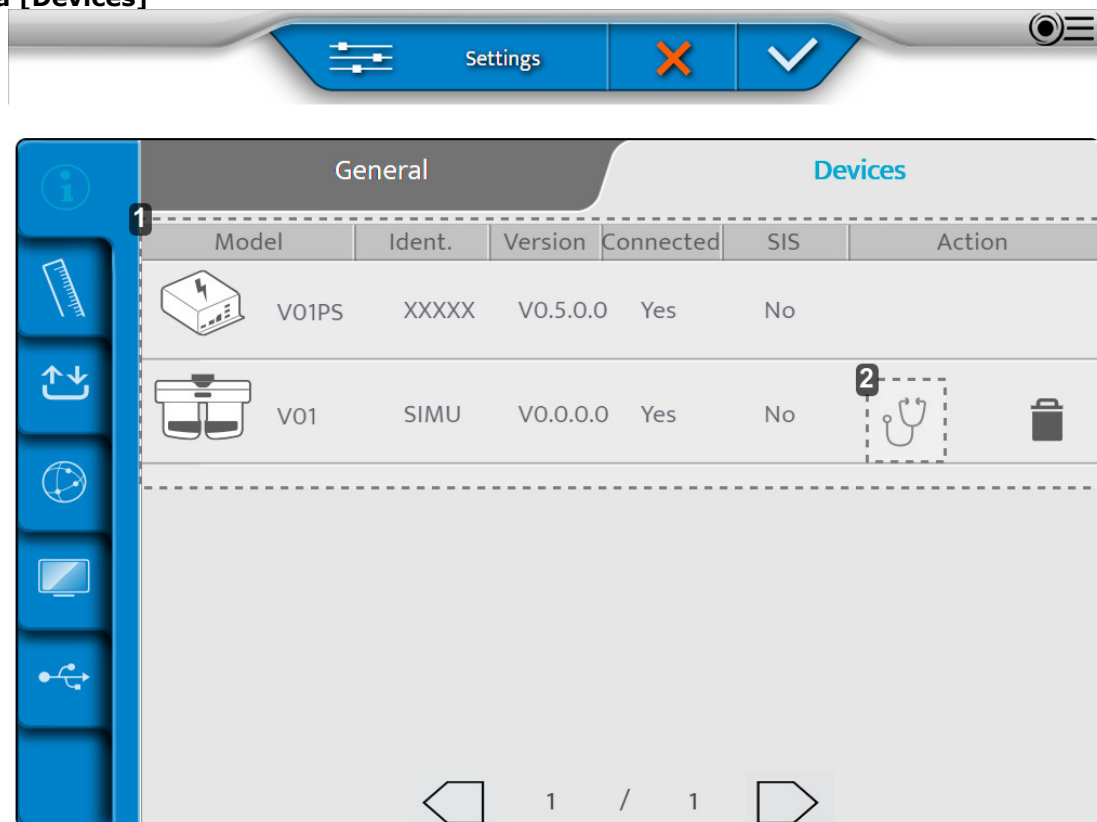 [Devices]
Settings
General Devices
1
Model Ident. Version Connected SIS Action
V01PS XXXXX V0.5.0.0 Yes No
2
V01 SIMU V0.0.0.0 Yes No
1 / 1